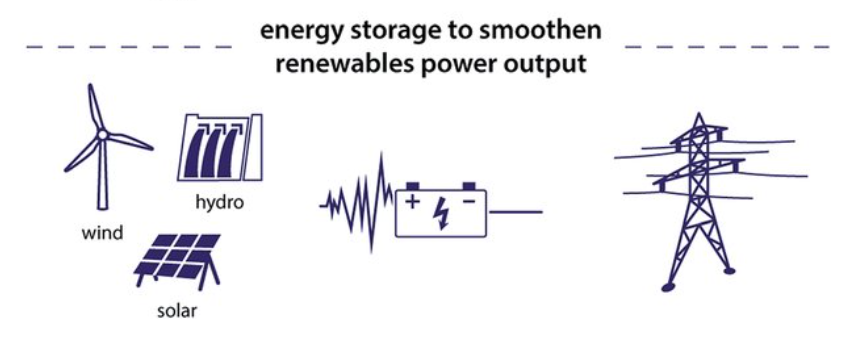 energy storage to smoothen
renewables power output
hydro
wind
+ −
solar